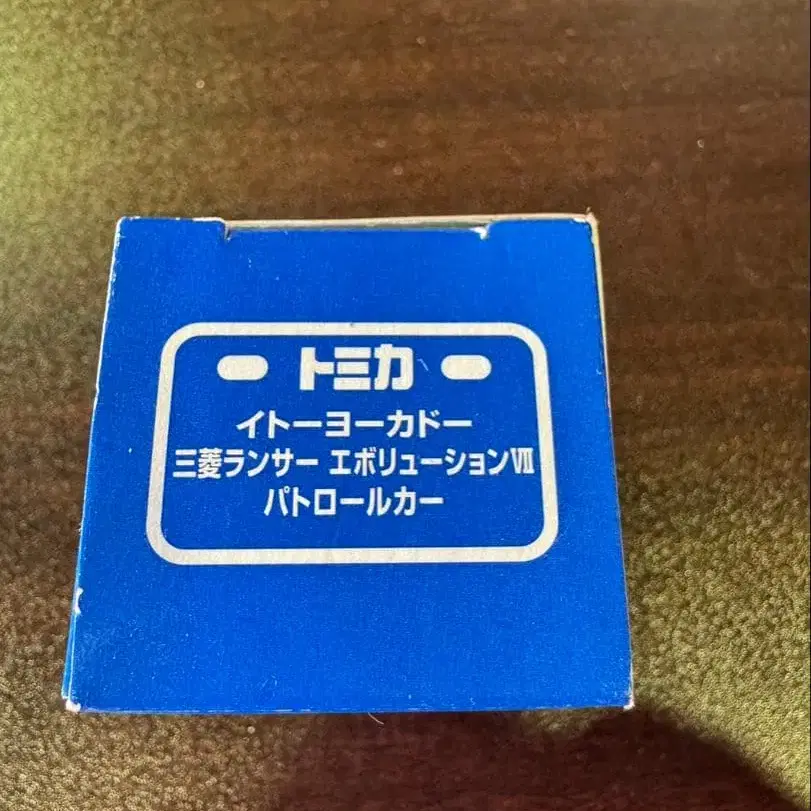 トミカ
イトーヨーカドー
三菱ランサー エボリューションⅦ
パトロールカー